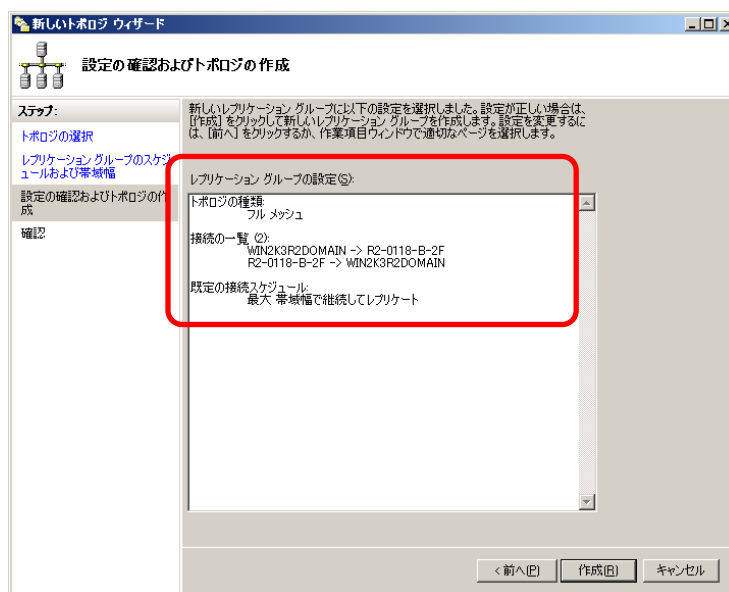 新しいトポロジ ウィザード
設定の確認およびトポロジの作成
ステップ:
トポロジの選択
レプリケーション グループのスケジ
ュールおよび帯域幅
設定の確認およびトポロジの作
成
確認
新しいレプリケーション グループに以下の設定を選択しました。設定が正しい場合は、
[作成] をクリックして新しいレプリケーション グループを作成します。設定を変更するに
は、[前へ] をクリックするか、作業項目ウィンドウで適切なページを選択します。
レプリケーション グループの設定(S):
トポロジの種類:
フル メッシュ
接続の一覧 (2):
WIN2K3R2DOMAIN -> R2-0118-B-2F
R2-0118-B-2F -> WIN2K3R2DOMAIN
既定の接続スケジュール:
最大 帯域幅で継続してレプリケート
< 前へ(P)
作成(R)
キャンセル